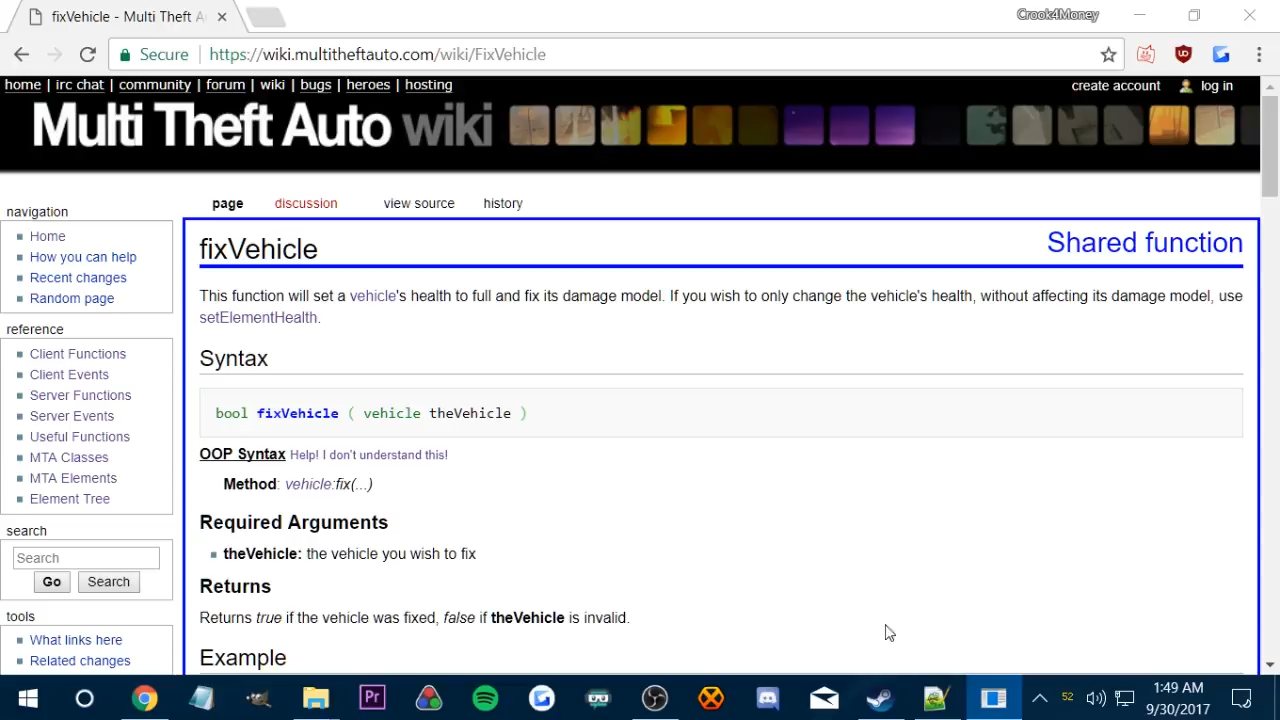 fixVehicle - Multi Theft A
Crook4Money
Secure
https://wiki.multitheftauto.com/wiki/FixVehicle
home | irc chat | community | forum | wiki | bugs | heroes | hosting
create account
log in
Multi Theft Auto wiki
page
discussion
view source
history
navigation
Home
How you can help
Recent changes
Random page
reference
Client Functions
Client Events
Server Functions
Server Events
Useful Functions
MTA Classes
MTA Elements
Element Tree
search
Search
Go
Search
tools
What links here
Related changes
fixVehicle
Shared function
This function will set a vehicle's health to full and fix its damage model. If you wish to only change the vehicle's health, without affecting its damage model, use
setElementHealth.
Syntax
bool fixVehicle ( vehicle theVehicle )
OOP Syntax Help! I don't understand this!
Method: vehicle:fix(...)
Required Arguments
theVehicle: the vehicle you wish to fix
Returns
Returns true if the vehicle was fixed, false if theVehicle is invalid.
Example
Pr
52
1:49 AM
9/30/2017